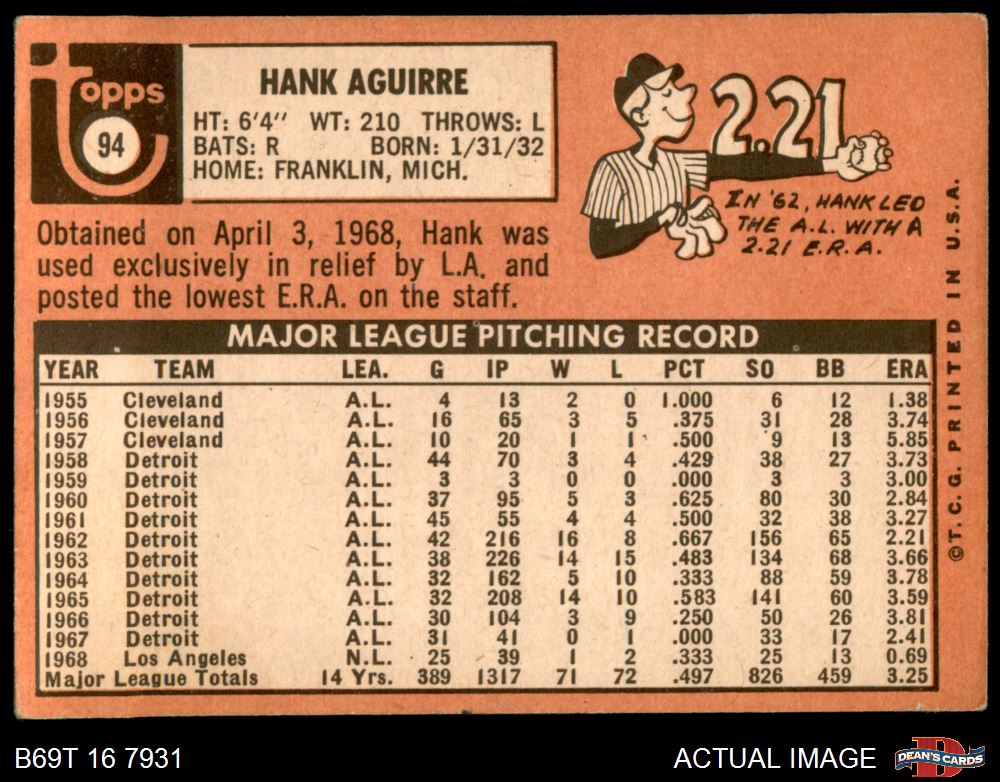 topps
94
HANK AGUIRRE
HT: 6'4" WT: 210 THROWS: L
BATS: R BORN: 1/31/32
HOME: FRANKLIN, MICH.
2.21
IN '62, HANK LED
THE A.L. WITH A
2.21 E.R.A.
Obtained on April 3, 1968, Hank was
used exclusively in relief by L.A. and
posted the lowest E.R.A. on the staff.
MAJOR LEAGUE PITCHING RECORD
YEAR TEAM LEA. G IP W L PCT SO BB ERA
1955 Cleveland A.L. 4 13 2 0 1.000 6 12 1.38
1956 Cleveland A.L. 16 65 3 5 .375 31 28 3.74
1957 Cleveland A.L. 10 20 1 1 .500 9 13 5.85
1958 Detroit A.L. 44 70 3 4 .429 38 27 3.73
1959 Detroit A.L. 3 3 0 0 .000 3 3 3.00
1960 Detroit A.L. 37 95 5 3 .625 80 30 2.84
1961 Detroit A.L. 45 55 4 4 .500 32 38 3.27
1962 Detroit A.L. 42 216 16 8 .667 156 65 2.21
1963 Detroit A.L. 38 226 14 15 .483 134 68 3.66
1964 Detroit A.L. 32 162 5 10 .333 88 59 3.78
1965 Detroit A.L. 32 208 14 10 .583 141 60 3.59
1966 Detroit A.L. 30 104 3 9 .250 50 26 3.81
1967 Detroit A.L. 31 41 0 1 .000 33 17 2.41
1968 Los Angeles N.L. 25 39 1 2 .333 25 13 0.69
Major League Totals 14 Yrs. 389 1317 71 72 .497 826 459 3.25
©T.C.G. PRINTED IN U.S.A.
B69T 16 7931
ACTUAL IMAGE
DEAN'S CARDS